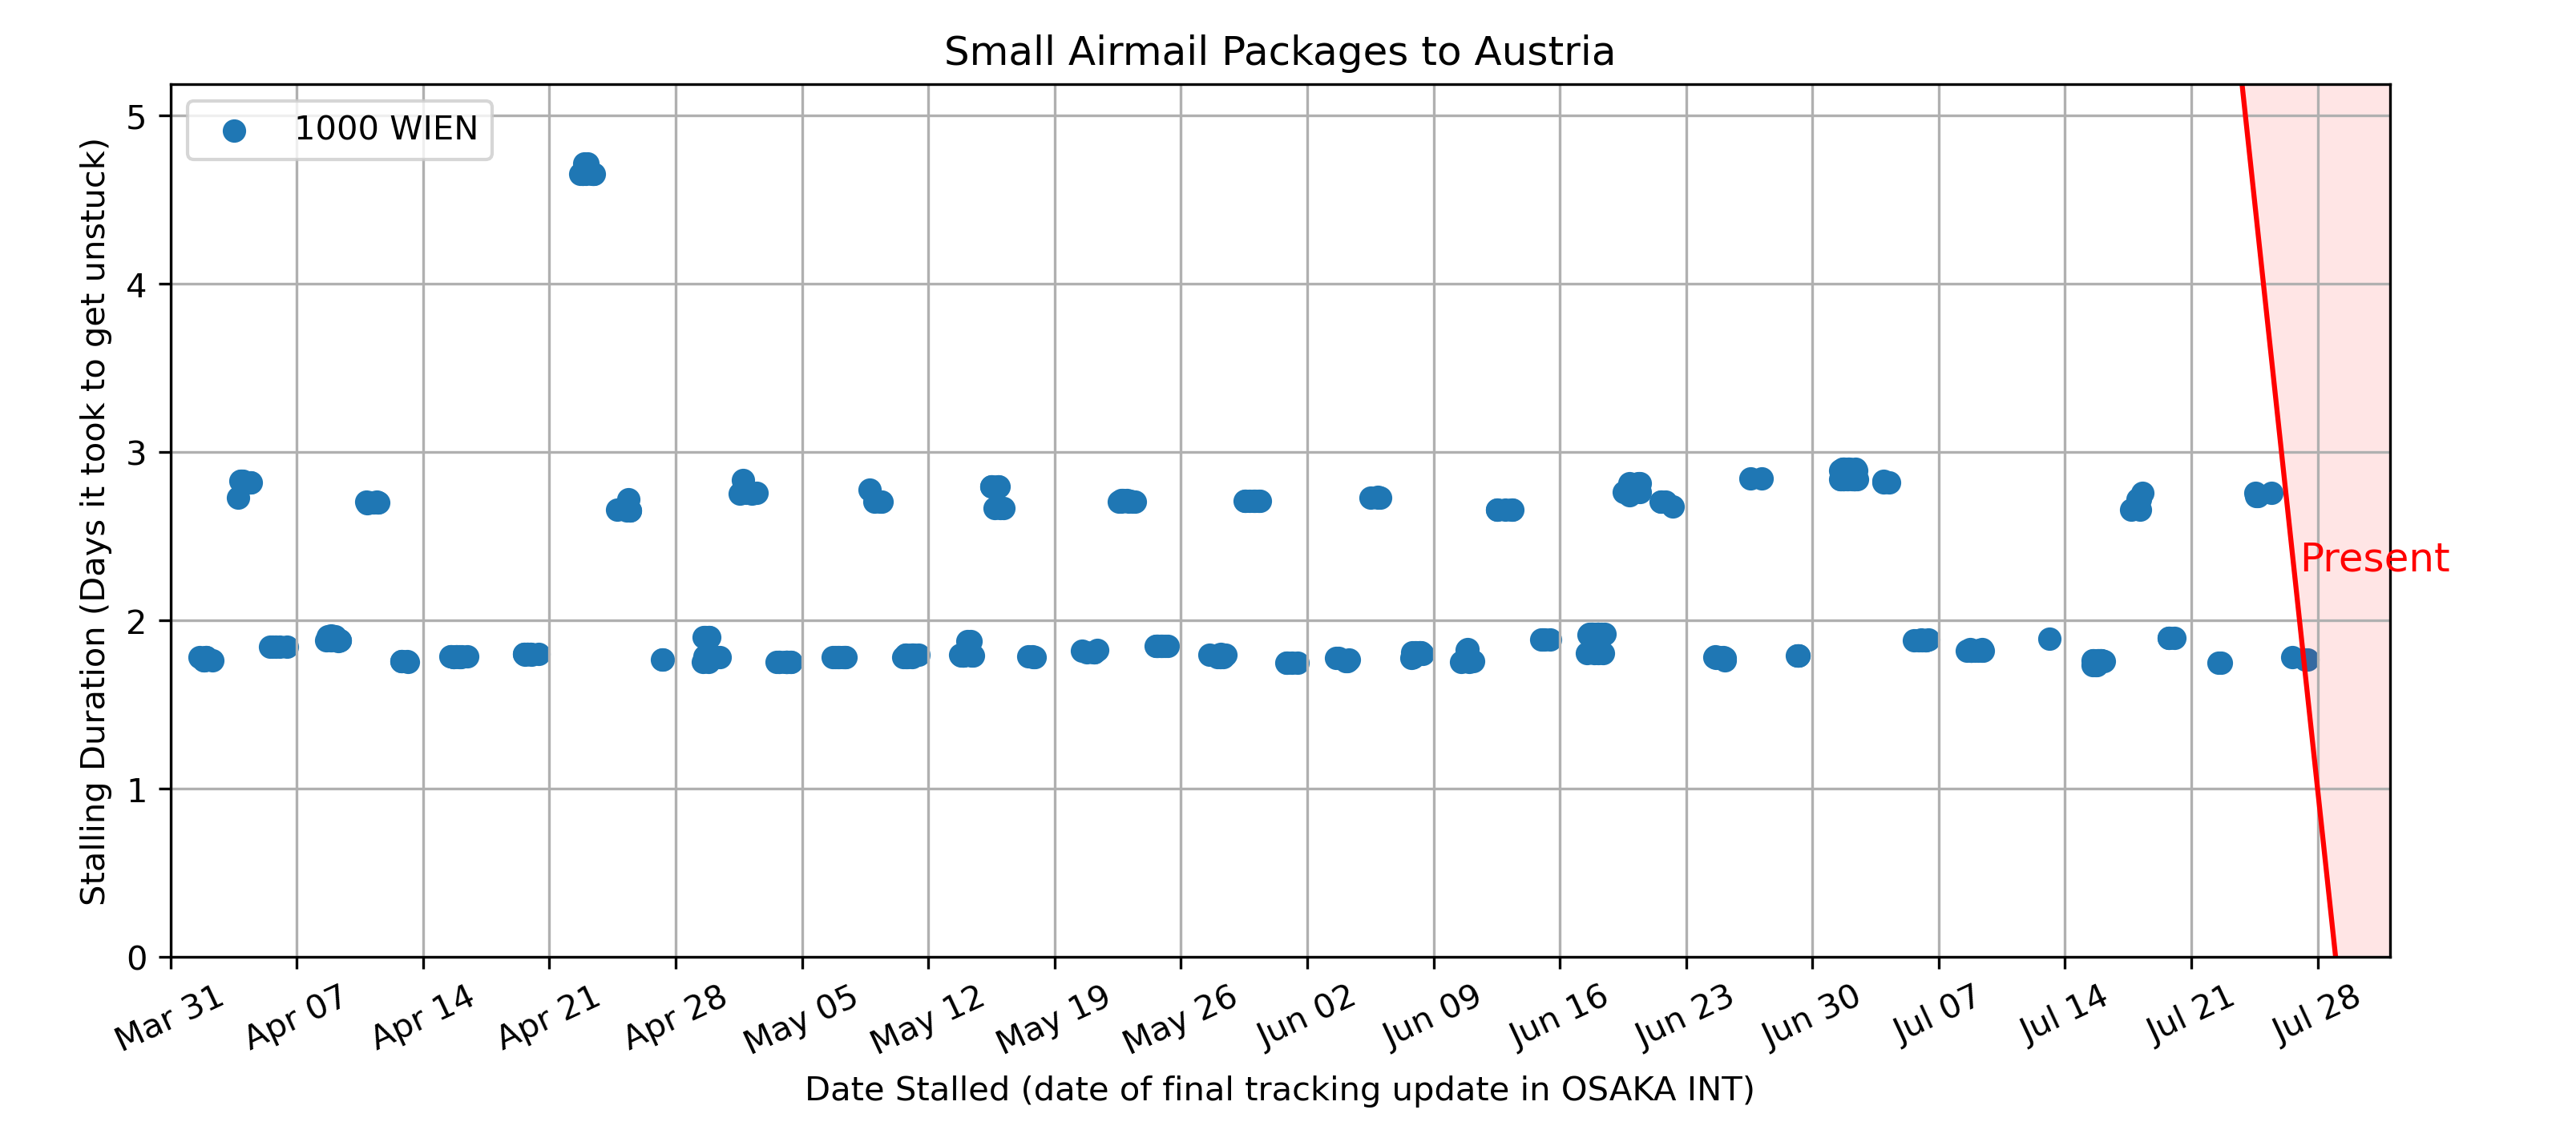 Small Airmail Packages to Austria
1000 WIEN
Stalling Duration (Days it took to get unstuck)
5
4
3
2
1
0
Present
Mar 31
Apr 07
Apr 14
Apr 21
Apr 28
May 05
May 12
May 19
May 26
Jun 02
Jun 09
Jun 16
Jun 23
Jun 30
Jul 07
Jul 14
Jul 21
Jul 28
Date Stalled (date of final tracking update in OSAKA INT)